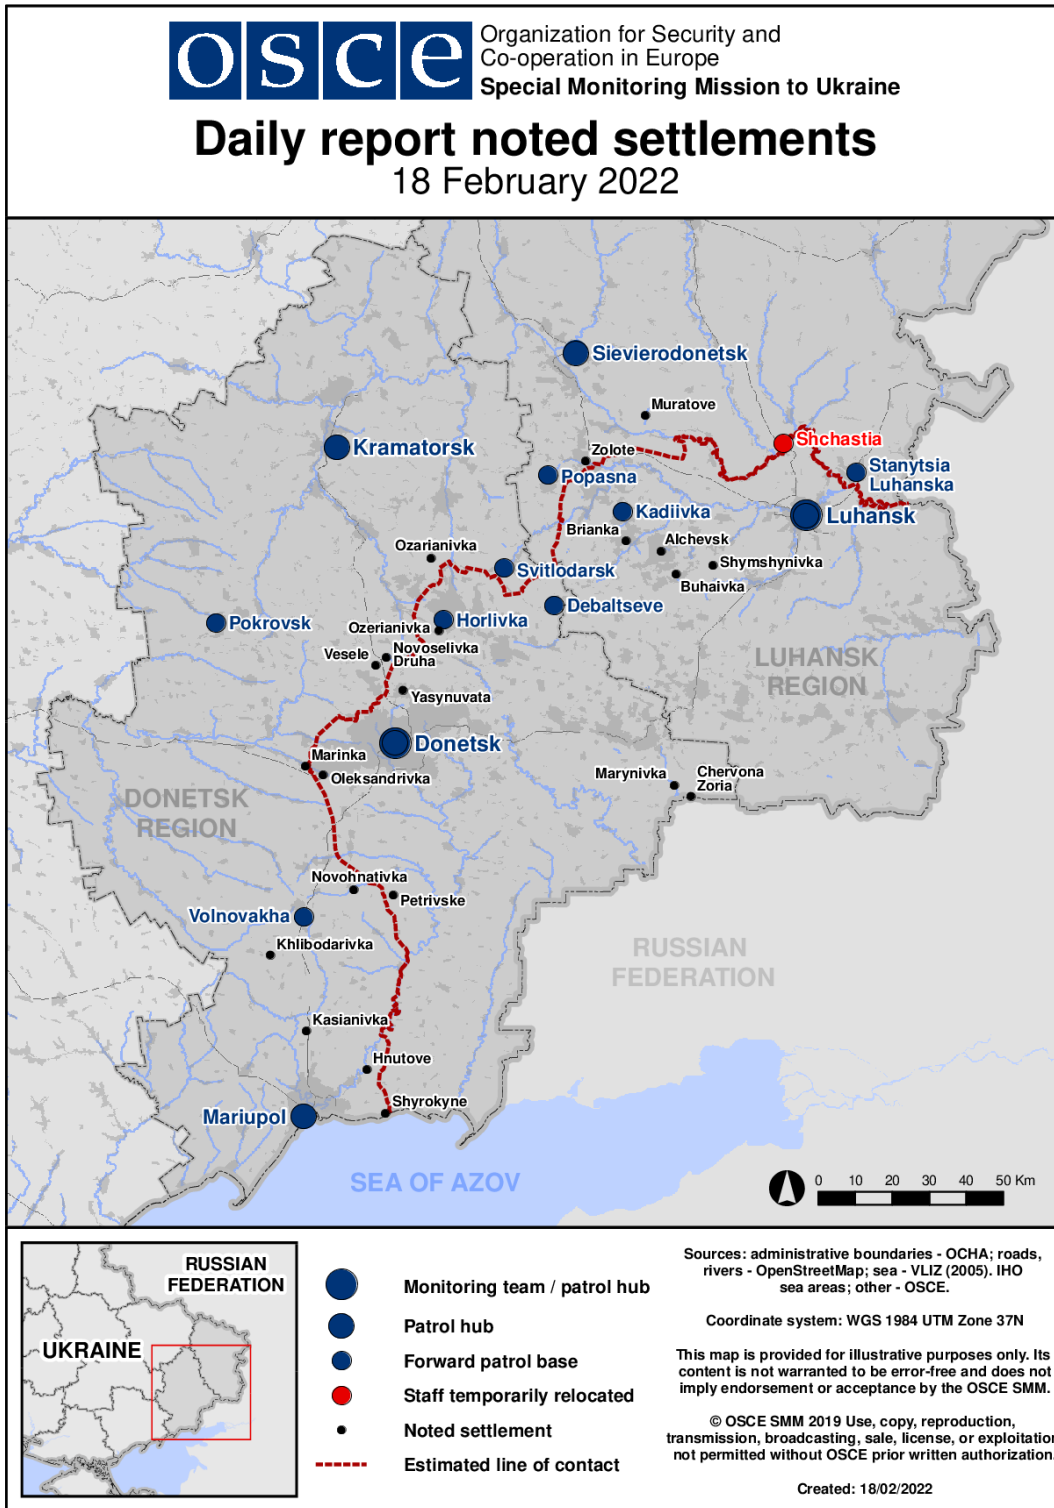 osce
Organization for Security and
Co-operation in Europe
Special Monitoring Mission to Ukraine
Daily report noted settlements
18 February 2022
Sievierodonetsk
Muratove
Shchastia
Kramatorsk
Zolote
Stanytsia
Luhanska
Popasna
Kadiivka
Luhansk
Brianka
Alchevsk
Ozarianivka
Shymshynivka
Svitlodarsk
Buhaivka
Debaltseve
Pokrovsk
Horlivka
Ozerianivka
Novoselivka
Druha
Vesele
LUHANSK
REGION
Yasynuvata
Donetsk
Marinka
Oleksandrivka
Marynivka
Chervona
Zoria
DONETSK
REGION
Novohnativka
Petrivske
Volnovakha
Khlibodarivka
RUSSIAN
FEDERATION
Kasianivka
Hnutove
Shyrokyne
Mariupol
SEA OF AZOV
0 10 20 30 40 50 Km
RUSSIAN
FEDERATION
UKRAINE
Monitoring team / patrol hub
Patrol hub
Forward patrol base
Staff temporarily relocated
Noted settlement
Estimated line of contact
Sources: administrative boundaries - OCHA; roads,
rivers - OpenStreetMap; sea - VLIZ (2005). IHO
sea areas; other - OSCE.
Coordinate system: WGS 1984 UTM Zone 37N
This map is provided for illustrative purposes only. Its
content is not warranted to be error-free and does not
imply endorsement or acceptance by the OSCE SMM.
© OSCE SMM 2019 Use, copy, reproduction,
transmission, broadcasting, sale, license, or exploitation
not permitted without OSCE prior written authorization.
Created: 18/02/2022